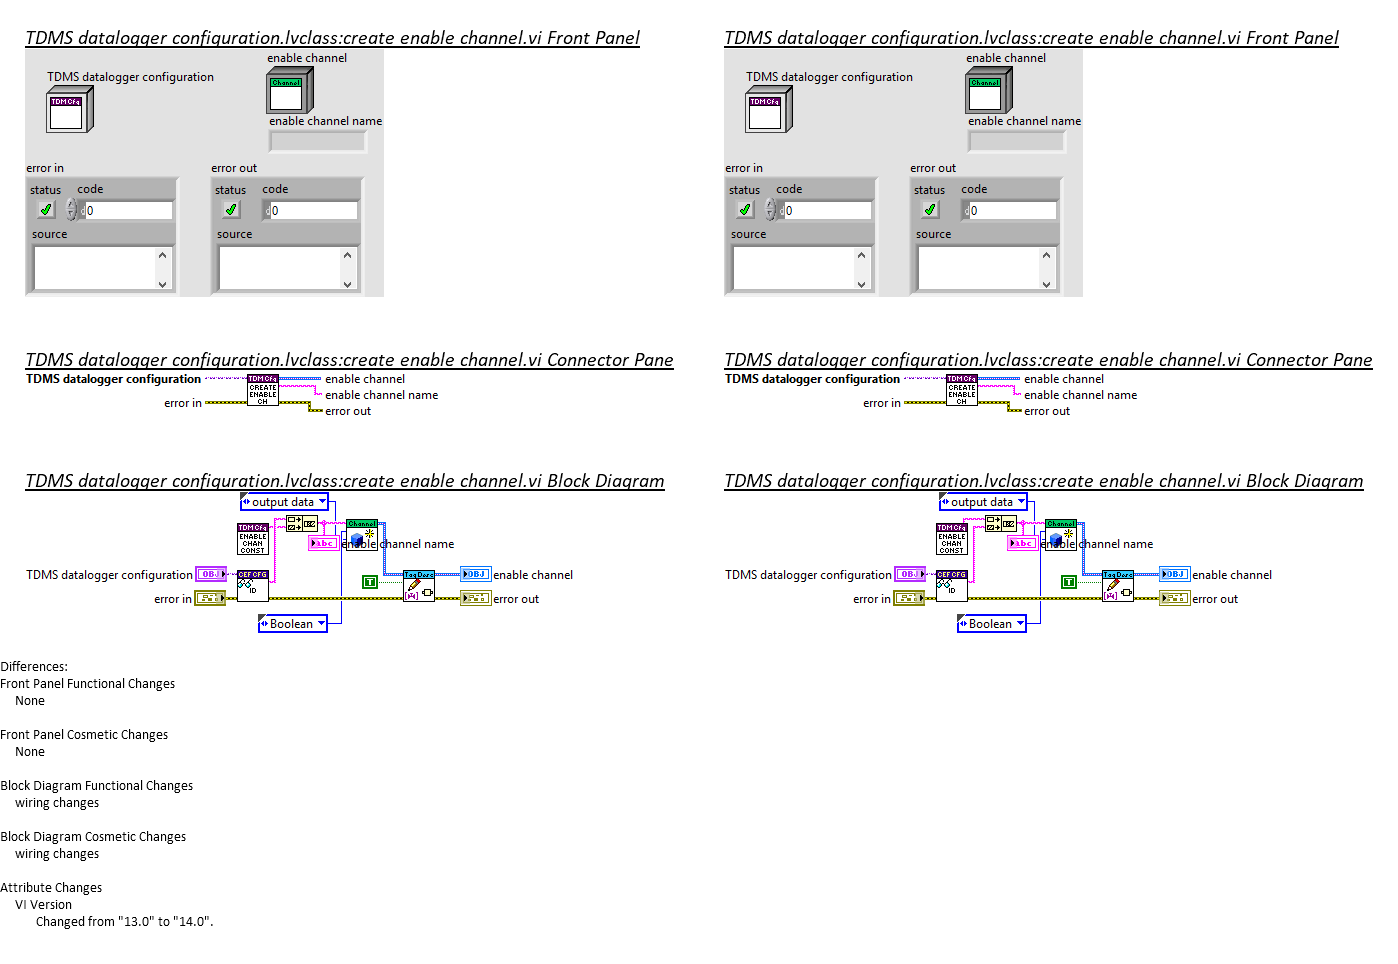 TDMS datalogger configuration.lvclass:create enable channel.vi Front Panel
enable channel
TDMS datalogger configuration
Channel
TDM Cfg
enable channel name
error in
error out
status
code
status
code
0
0
source
source
TDMS datalogger configuration.lvclass:create enable channel.vi Connector Pane
TDMS datalogger configuration
TDM Cfg
CREATE
ENABLE
CH
enable channel
enable channel name
error in
error out
TDMS datalogger configuration.lvclass:create enable channel.vi Block Diagram
output data
TDM Cfg
ENABLE
CHAN
CONST
Channel
abc
enable channel name
TDMS datalogger configuration
OBJ
CEF CFG
ID
T
Tag Desc
OBJ
enable channel
error in
error out
Boolean
TDMS datalogger configuration.lvclass:create enable channel.vi Front Panel
enable channel
TDMS datalogger configuration
Channel
TDM Cfg
enable channel name
error in
error out
status
code
status
code
0
0
source
source
TDMS datalogger configuration.lvclass:create enable channel.vi Connector Pane
TDMS datalogger configuration
TDM Cfg
CREATE
ENABLE
CH
enable channel
enable channel name
error in
error out
TDMS datalogger configuration.lvclass:create enable channel.vi Block Diagram
output data
TDM Cfg
ENABLE
CHAN
CONST
Channel
abc
enable channel name
TDMS datalogger configuration
OBJ
CEF CFG
ID
T
Tag Desc
OBJ
enable channel
error in
error out
Boolean
Differences:
Front Panel Functional Changes
None
Front Panel Cosmetic Changes
None
Block Diagram Functional Changes
wiring changes
Block Diagram Cosmetic Changes
wiring changes
Attribute Changes
VI Version
Changed from "13.0" to "14.0".